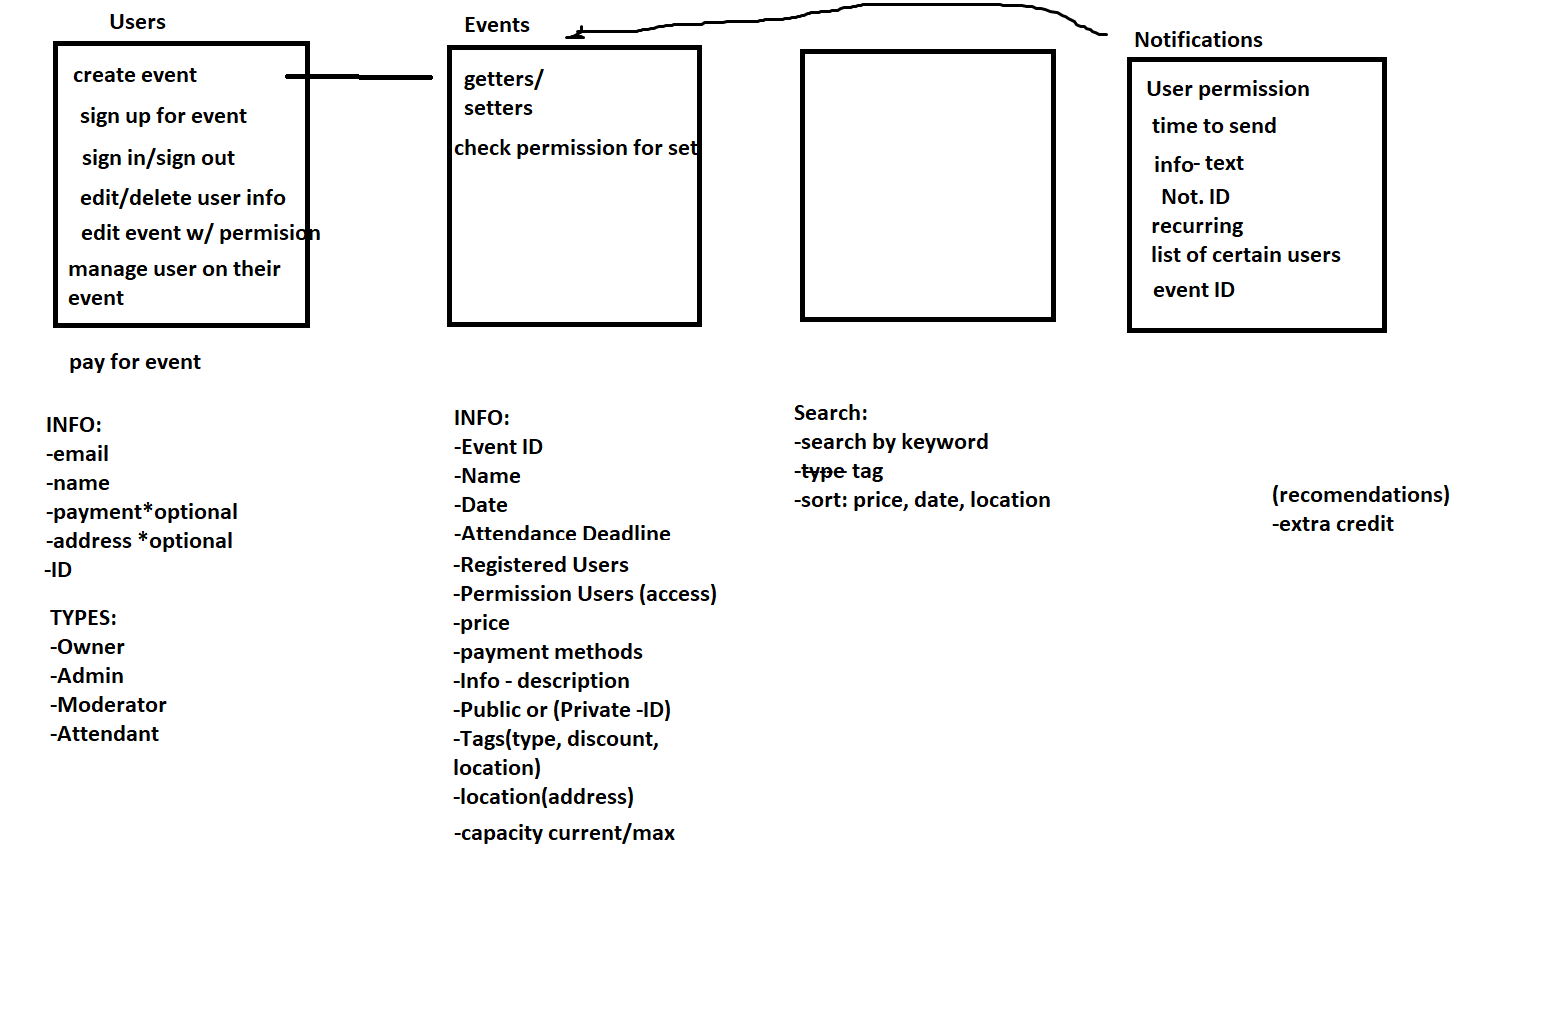 Users
create event
sign up for event
sign in/sign out
edit/delete user info
edit event w/ permision
manage user on their
event
pay for event
INFO:
-email
-name
-payment*optional
-address *optional
-ID
TYPES:
-Owner
-Admin
-Moderator
-Attendant
Events
getters/
setters
check permission for set
INFO:
-Event ID
-Name
-Date
-Attendance Deadline
-Registered Users
-Permission Users (access)
-price
-payment methods
-Info - description
-Public or (Private -ID)
-Tags(type, discount,
location)
-location(address)
-capacity current/max
Search:
-search by keyword
-type tag
-sort: price, date, location
Notifications
User permission
time to send
info- text
Not. ID
recurring
list of certain users
event ID
(recomendations)
-extra credit